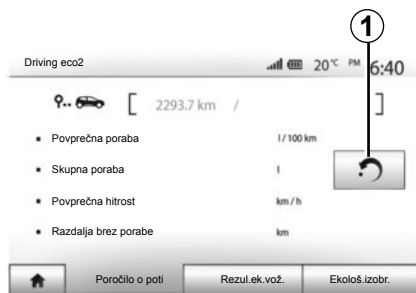 1
Driving eco2 20°C PM 6:40
[ 2293.7 km / ]
▪ Povprečna poraba l/100 km
▪ Skupna poraba l
▪ Povprečna hitrost km/h
▪ Razdalja brez porabe km
Poročilo o poti Rezul.ek.vož. Ekološ.izobr.